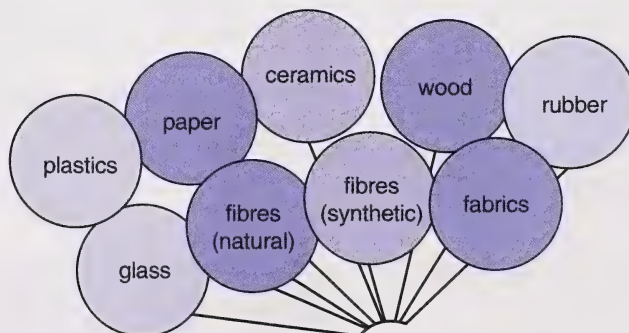 ceramics
wood
rubber
paper
plastics
fibres
(natural)
fibres
(synthetic)
fabrics
glass